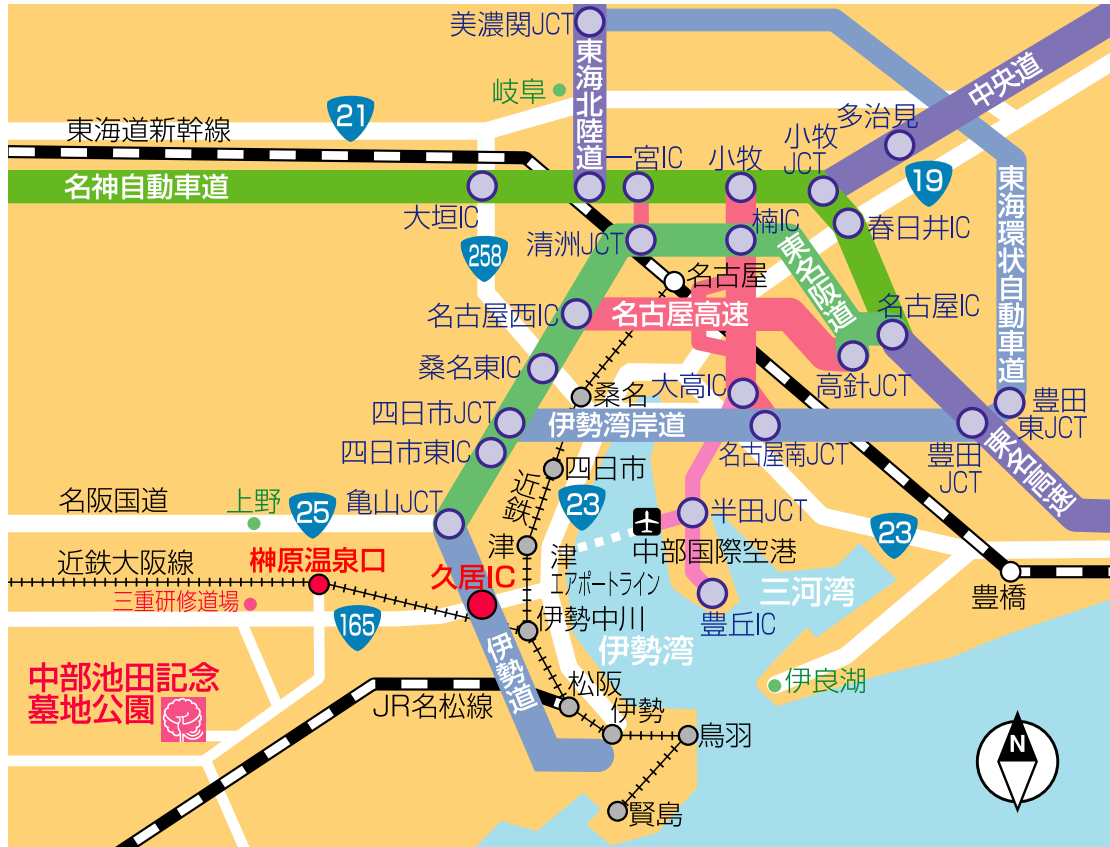 美濃関JCT
東海北陸道
中央道
岐阜
多治見
21
東海道新幹線
一宮IC
小牧
小牧
JCT
19
名神自動車道
大垣IC
清洲JCT
楠IC
春日井IC
東海環状自動車道
258
名古屋
東名阪道
名古屋西IC
名古屋高速
名古屋IC
桑名東IC
大高IC
高針JCT
桑名
四日市JCT
伊勢湾岸道
豊田
東JCT
四日市東IC
名古屋南JCT
豊田
JCT
東名高速
四日市
近鉄
名阪国道
上野
25
亀山JCT
23
半田JCT
23
近鉄大阪線
榊原温泉口
久居IC
津
津
エアポートライン
中部国際空港
三重研修道場
165
伊勢中川
豊丘IC
三河湾
豊橋
伊勢湾
伊勢道
中部池田記念
墓地公園
JR名松線
松阪
伊勢
鳥羽
伊良湖
賢島
N